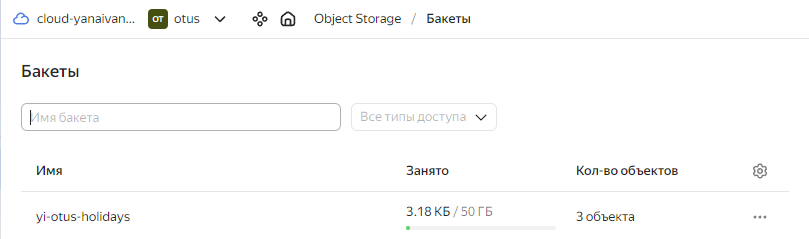 cloud-yanaivan... от otus Object Storage / Бакеты
Бакеты
Имя бакета Все типы доступа
Имя Занято Кол-во объектов
yi-otus-holidays 3.18 КБ / 50 ГБ 3 объекта